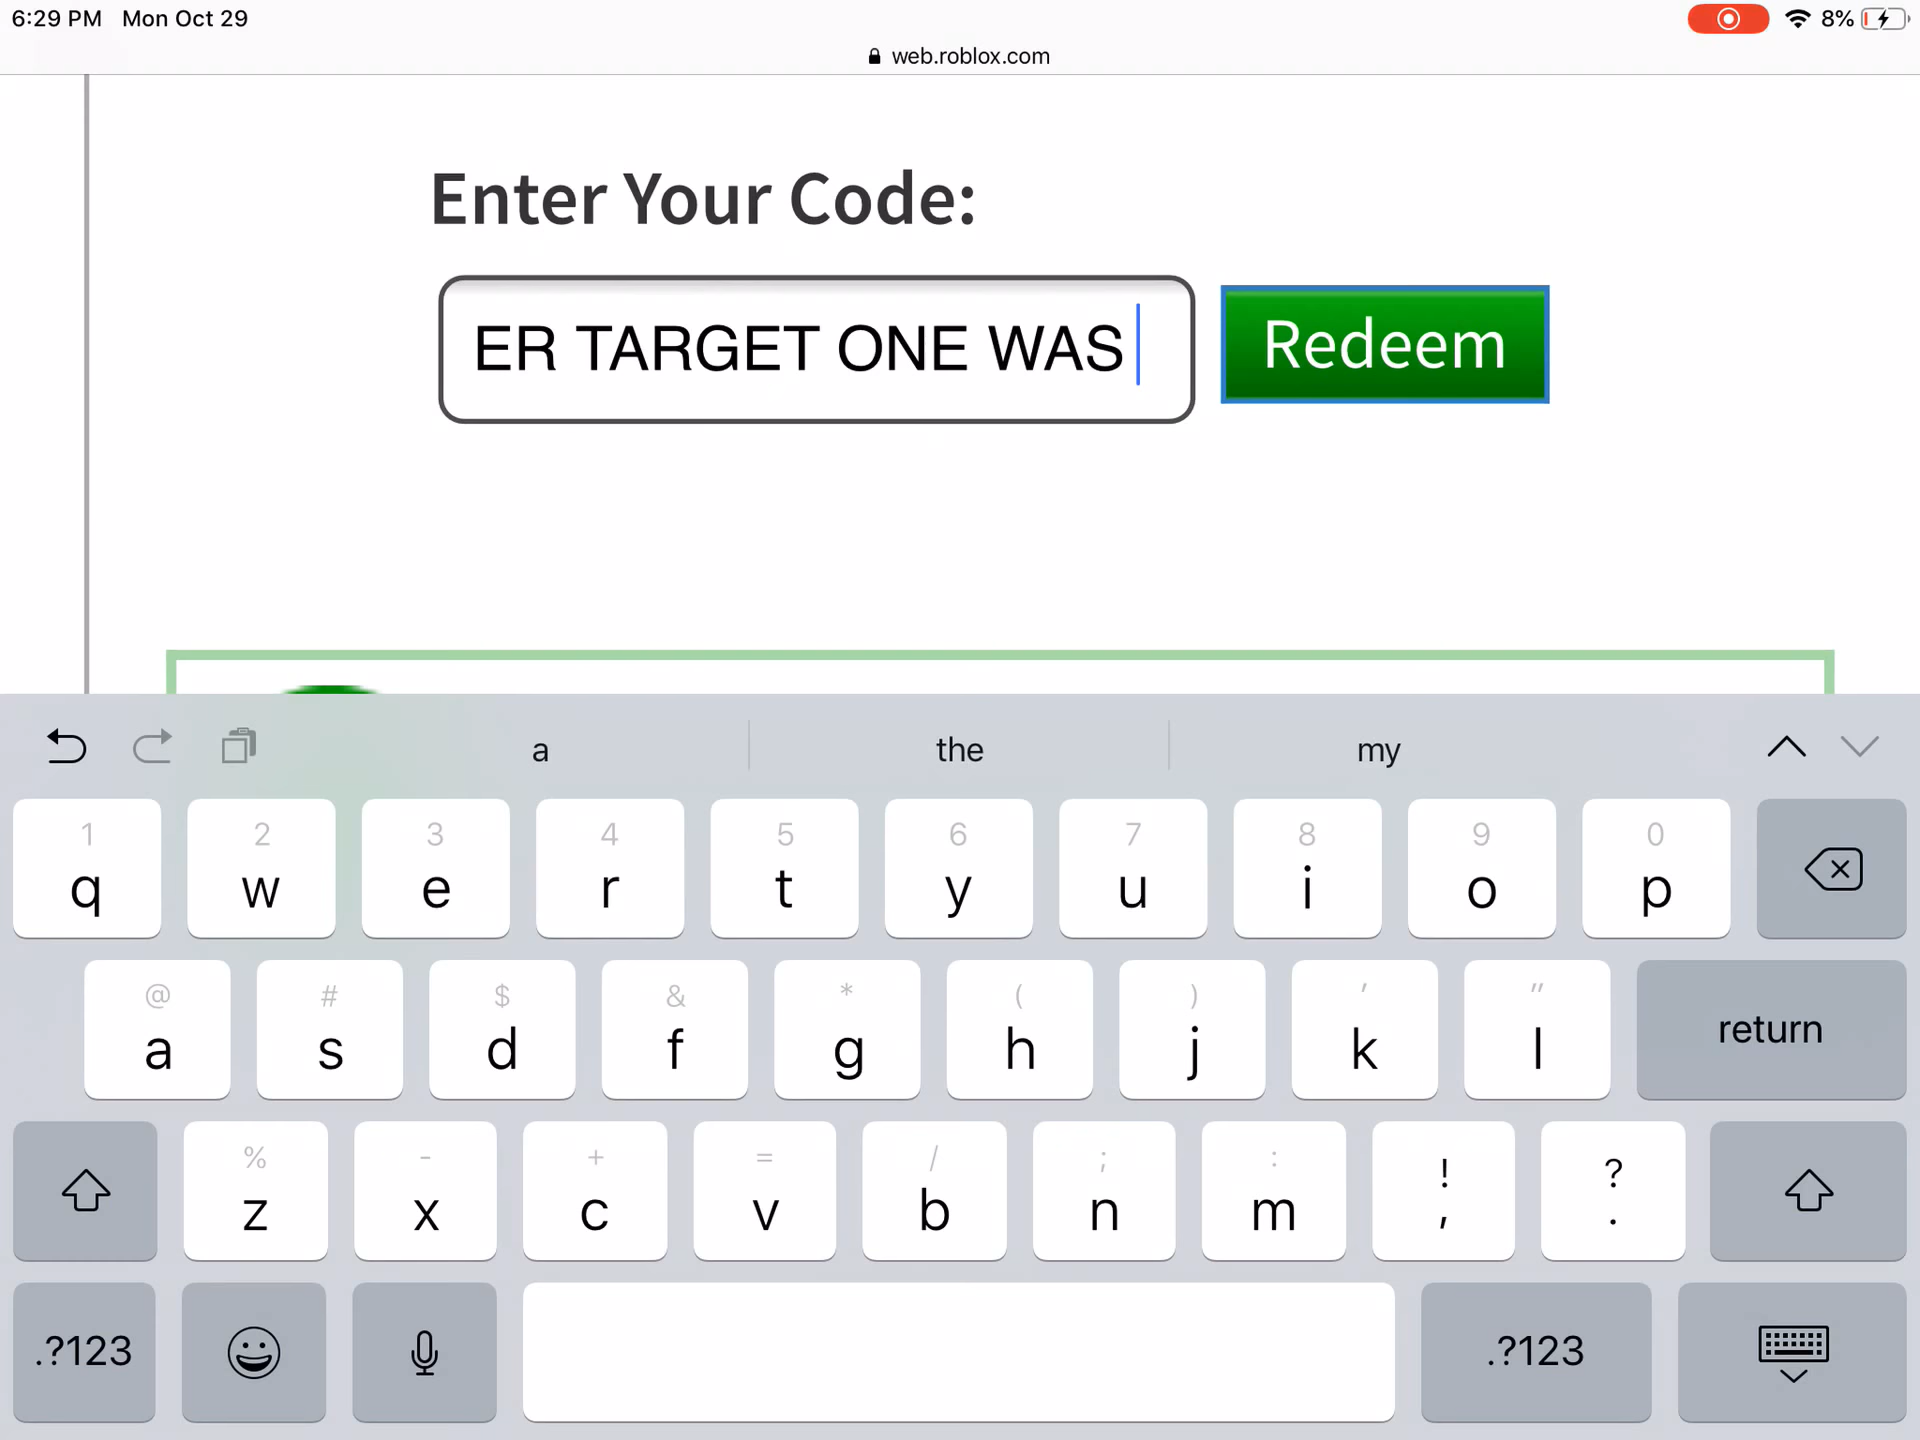 6:29 PM Mon Oct 29 8%
web.roblox.com
Enter Your Code:
ER TARGET ONE WAS Redeem
a the my
1 2 3 4 5 6 7 8 9 0
q w e r t y u i o p
@ # $ & * ( ) ' "
a s d f g h j k l return
% - + = / ; : ! ?
z x c v b n m , .
.?123 .?123